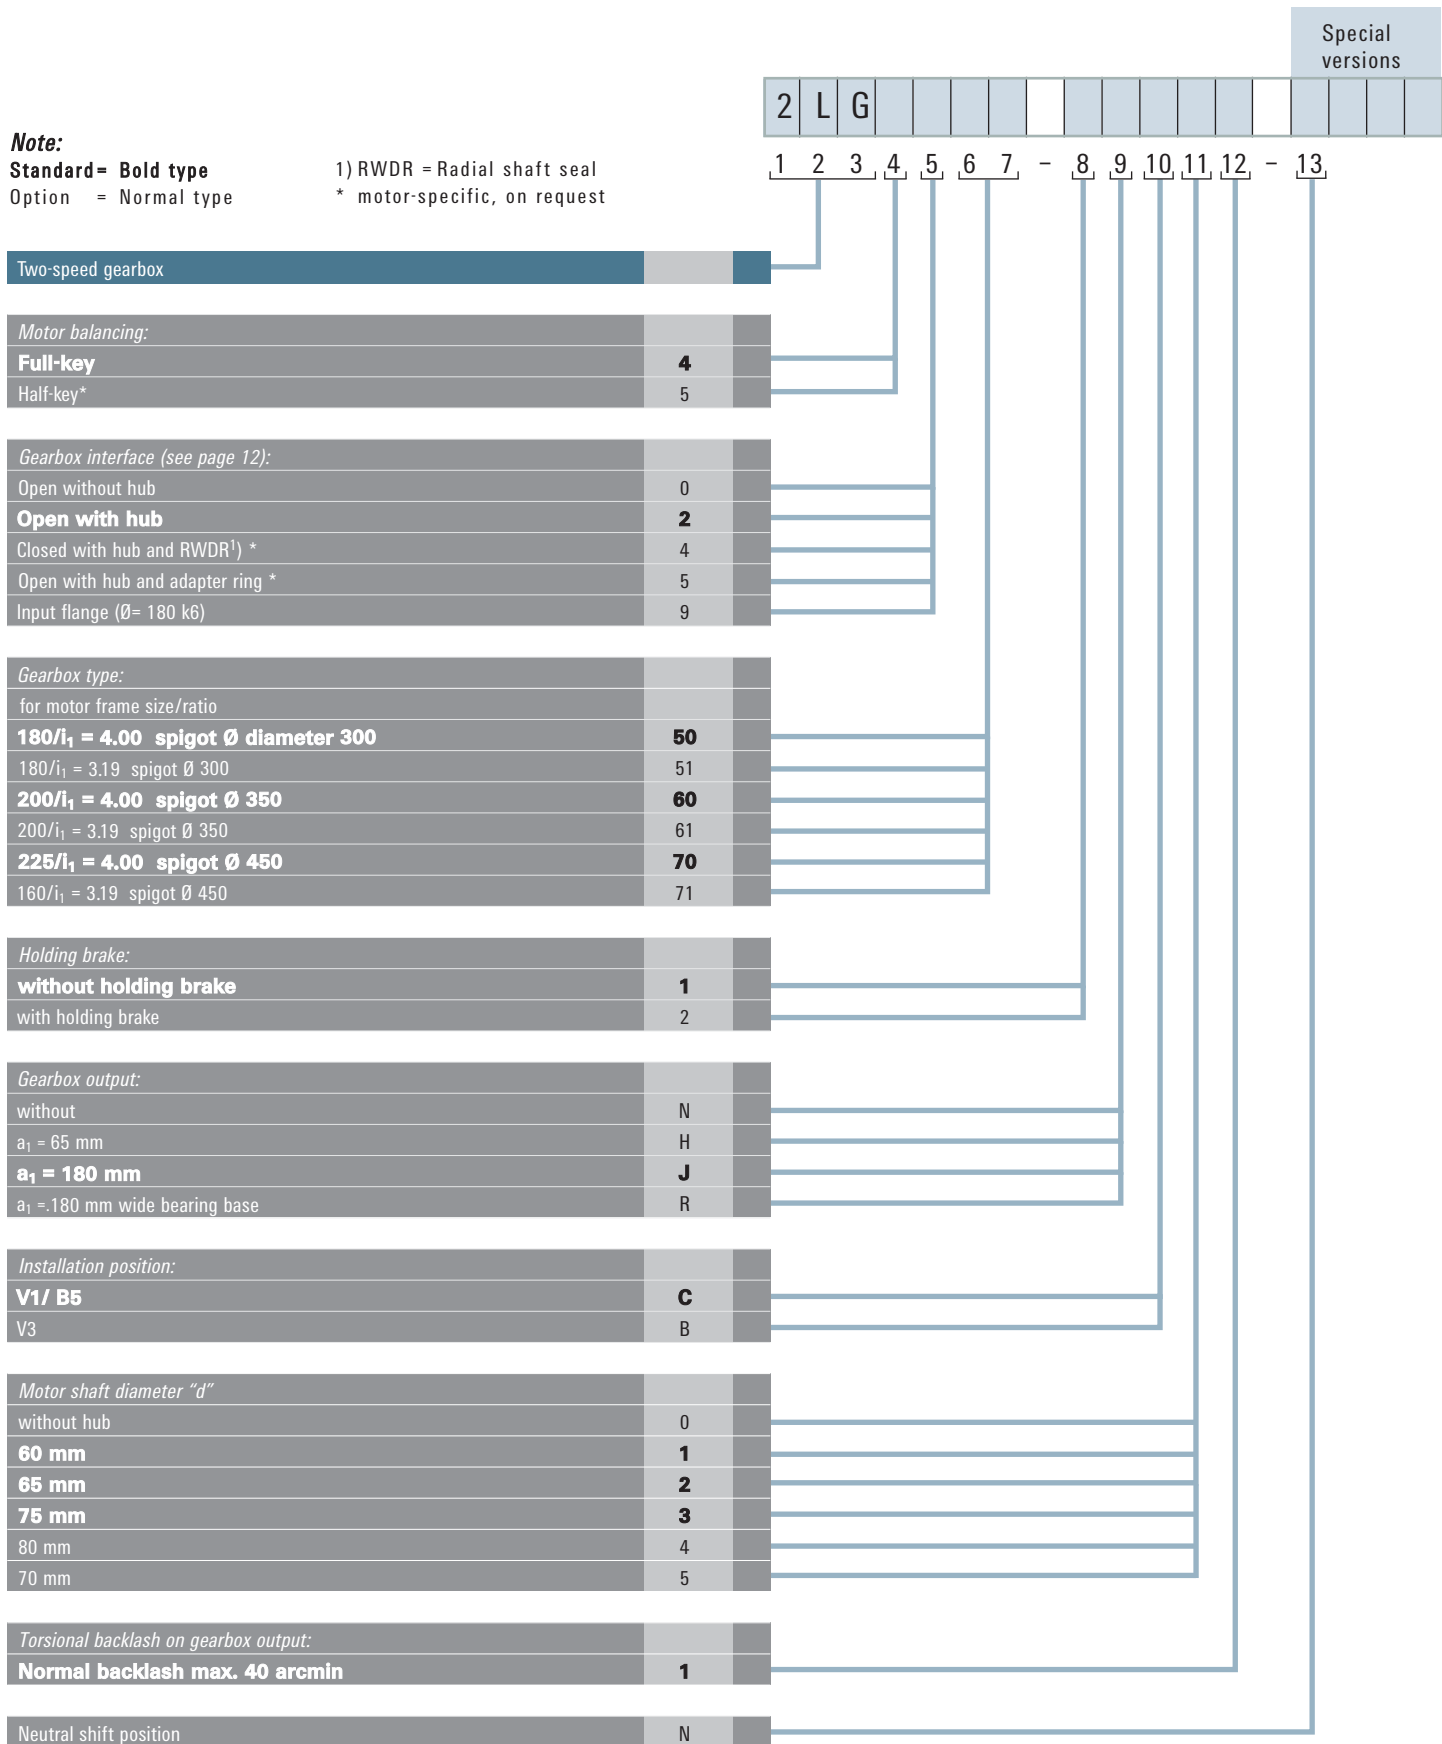 Special
versions
2 L G
Note:
Standard= Bold type
Option = Normal type
1) RWDR = Radial shaft seal
* motor-specific, on request
1 2 3 4 5 6 7 – 8 9 10 11 12 – 13
Two-speed gearbox
Motor balancing:
Full-key 4
Half-key* 5
Gearbox interface (see page 12):
Open without hub 0
Open with hub 2
Closed with hub and RWDR1) * 4
Open with hub and adapter ring * 5
Input flange (Ø= 180 k6) 9
Gearbox type:
for motor frame size/ratio
180/i1 = 4.00 spigot Ø diameter 300 50
180/i1 = 3.19 spigot Ø 300 51
200/i1 = 4.00 spigot Ø 350 60
200/i1 = 3.19 spigot Ø 350 61
225/i1 = 4.00 spigot Ø 450 70
160/i1 = 3.19 spigot Ø 450 71
Holding brake:
without holding brake 1
with holding brake 2
Gearbox output:
without N
a1 = 65 mm H
a1 = 180 mm J
a1 =.180 mm wide bearing base R
Installation position:
V1/ B5 C
V3 B
Motor shaft diameter “d”
without hub 0
60 mm 1
65 mm 2
75 mm 3
80 mm 4
70 mm 5
Torsional backlash on gearbox output:
Normal backlash max. 40 arcmin 1
Neutral shift position N